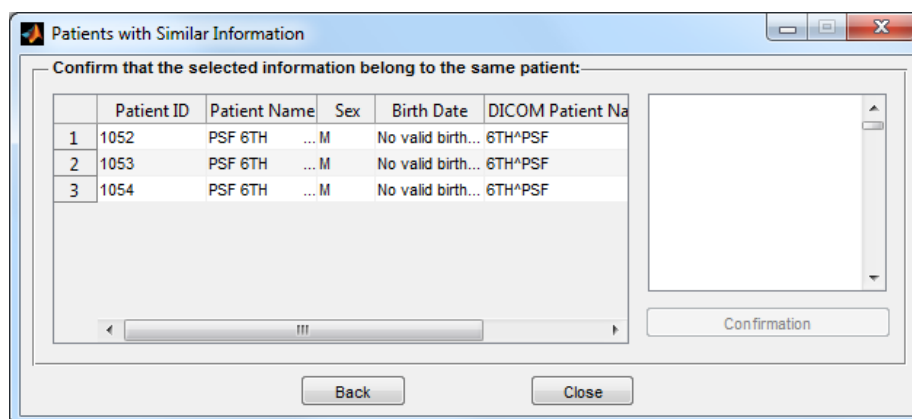 Patients with Similar Information
Confirm that the selected information belong to the same patient:
Patient ID Patient Name Sex Birth Date DICOM Patient Na
1 1052 PSF 6TH ... M No valid birth... 6TH^PSF
2 1053 PSF 6TH ... M No valid birth... 6TH^PSF
3 1054 PSF 6TH ... M No valid birth... 6TH^PSF
Confirmation
Back Close